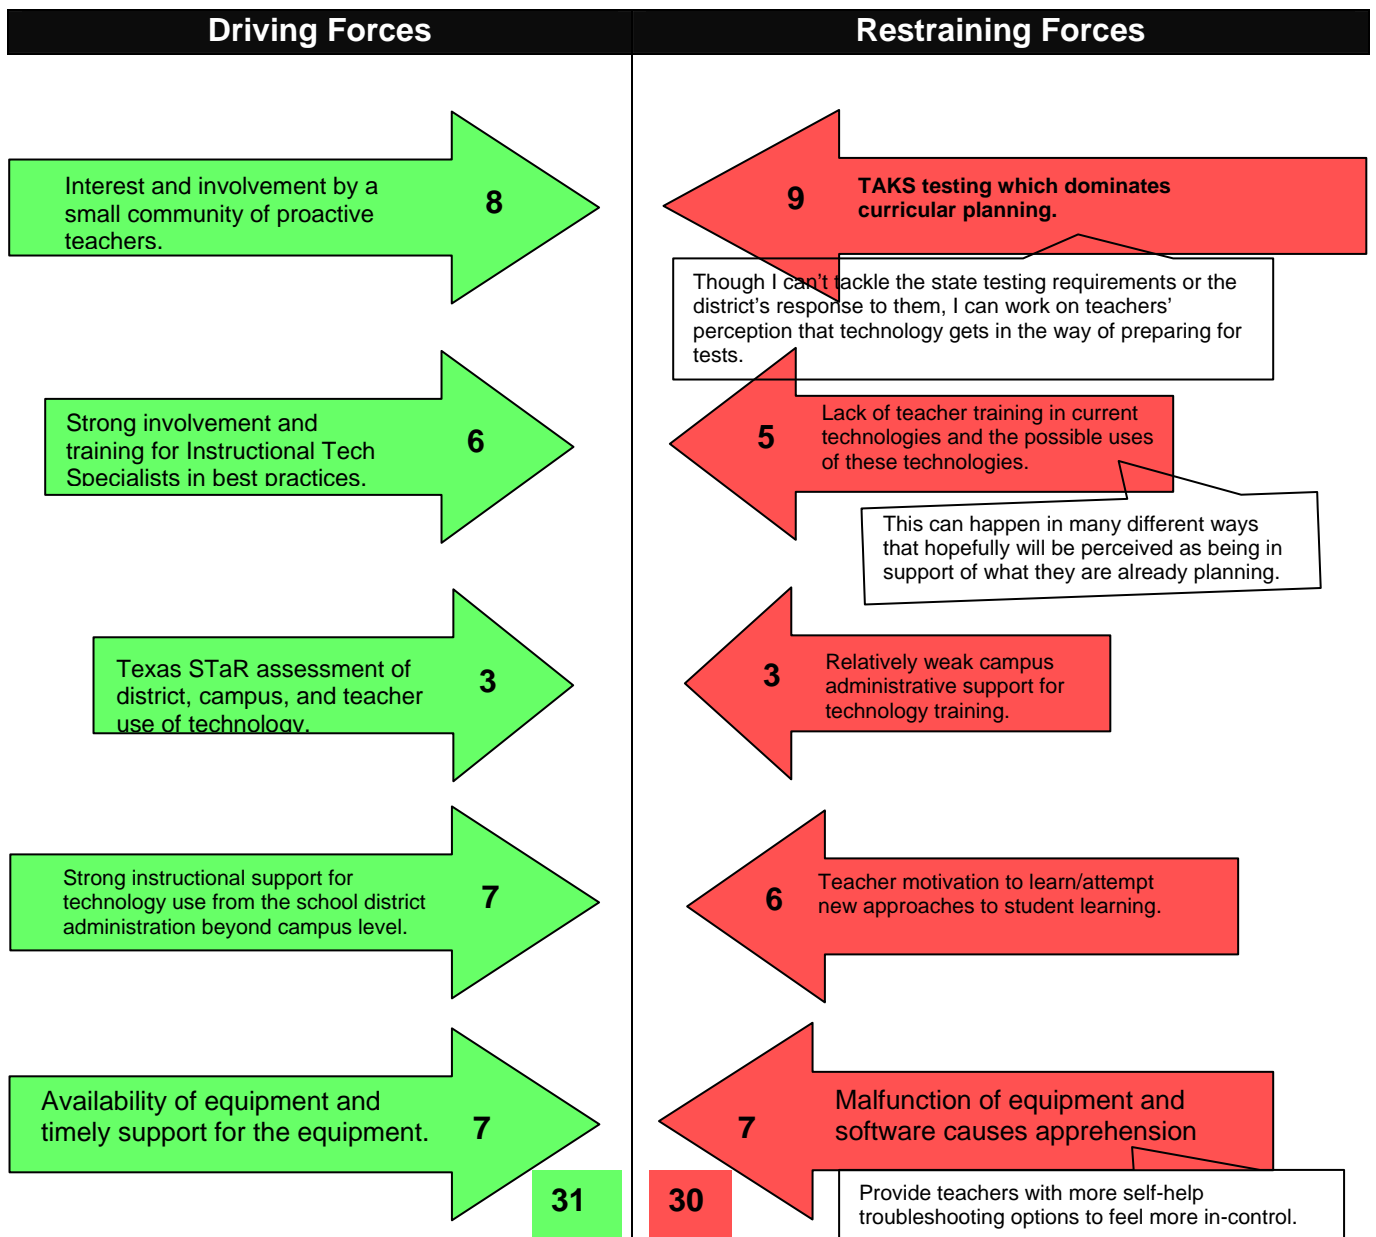 Driving Forces
Restraining Forces
Interest and involvement by a
small community of proactive
teachers.
8
9
TAKS testing which dominates
curricular planning.
Though I can't tackle the state testing requirements or the
district's response to them, I can work on teachers'
perception that technology gets in the way of preparing for
tests.
Strong involvement and
training for Instructional Tech
Specialists in best practices.
6
5
Lack of teacher training in current
technologies and the possible uses
of these technologies.
This can happen in many different ways
that hopefully will be perceived as being in
support of what they are already planning.
Texas STaR assessment of
district, campus, and teacher
use of technology.
3
3
Relatively weak campus
administrative support for
technology training.
Strong instructional support for
technology use from the school district
administration beyond campus level.
7
6
Teacher motivation to learn/attempt
new approaches to student learning.
Availability of equipment and
timely support for the equipment.
7
7
Malfunction of equipment and
software causes apprehension
31
30
Provide teachers with more self-help
troubleshooting options to feel more in-control.